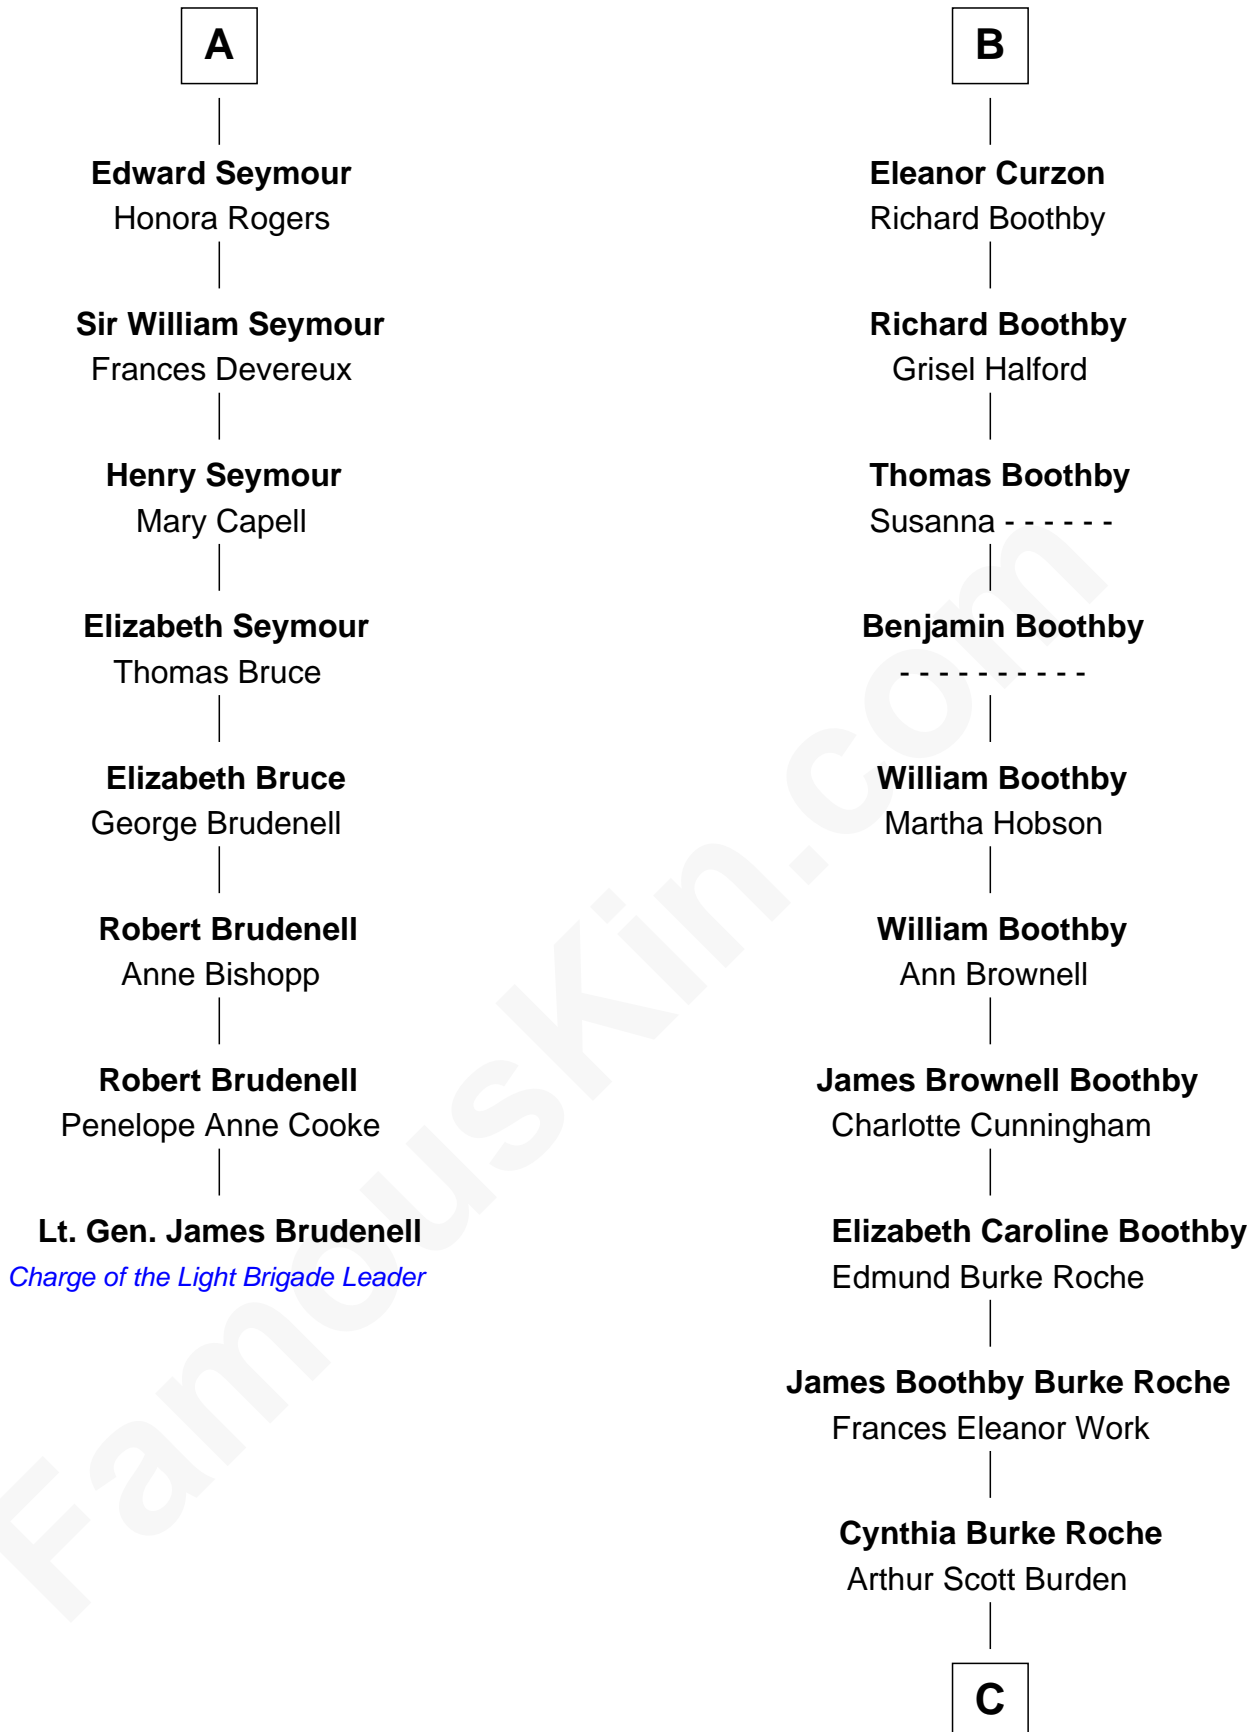 A
Edward Seymour
Honora Rogers
Sir William Seymour
Frances Devereux
Henry Seymour
Mary Capell
Elizabeth Seymour
Thomas Bruce
Elizabeth Bruce
George Brudenell
Robert Brudenell
Anne Bishopp
Robert Brudenell
Penelope Anne Cooke
Lt. Gen. James Brudenell
Charge of the Light Brigade Leader
B
Eleanor Curzon
Richard Boothby
Richard Boothby
Grisel Halford
Thomas Boothby
Susanna - - - - - -
Benjamin Boothby
- - - - - - - - - -
William Boothby
Martha Hobson
William Boothby
Ann Brownell
James Brownell Boothby
Charlotte Cunningham
Elizabeth Caroline Boothby
Edmund Burke Roche
James Boothby Burke Roche
Frances Eleanor Work
Cynthia Burke Roche
Arthur Scott Burden
C
FamousKin.com